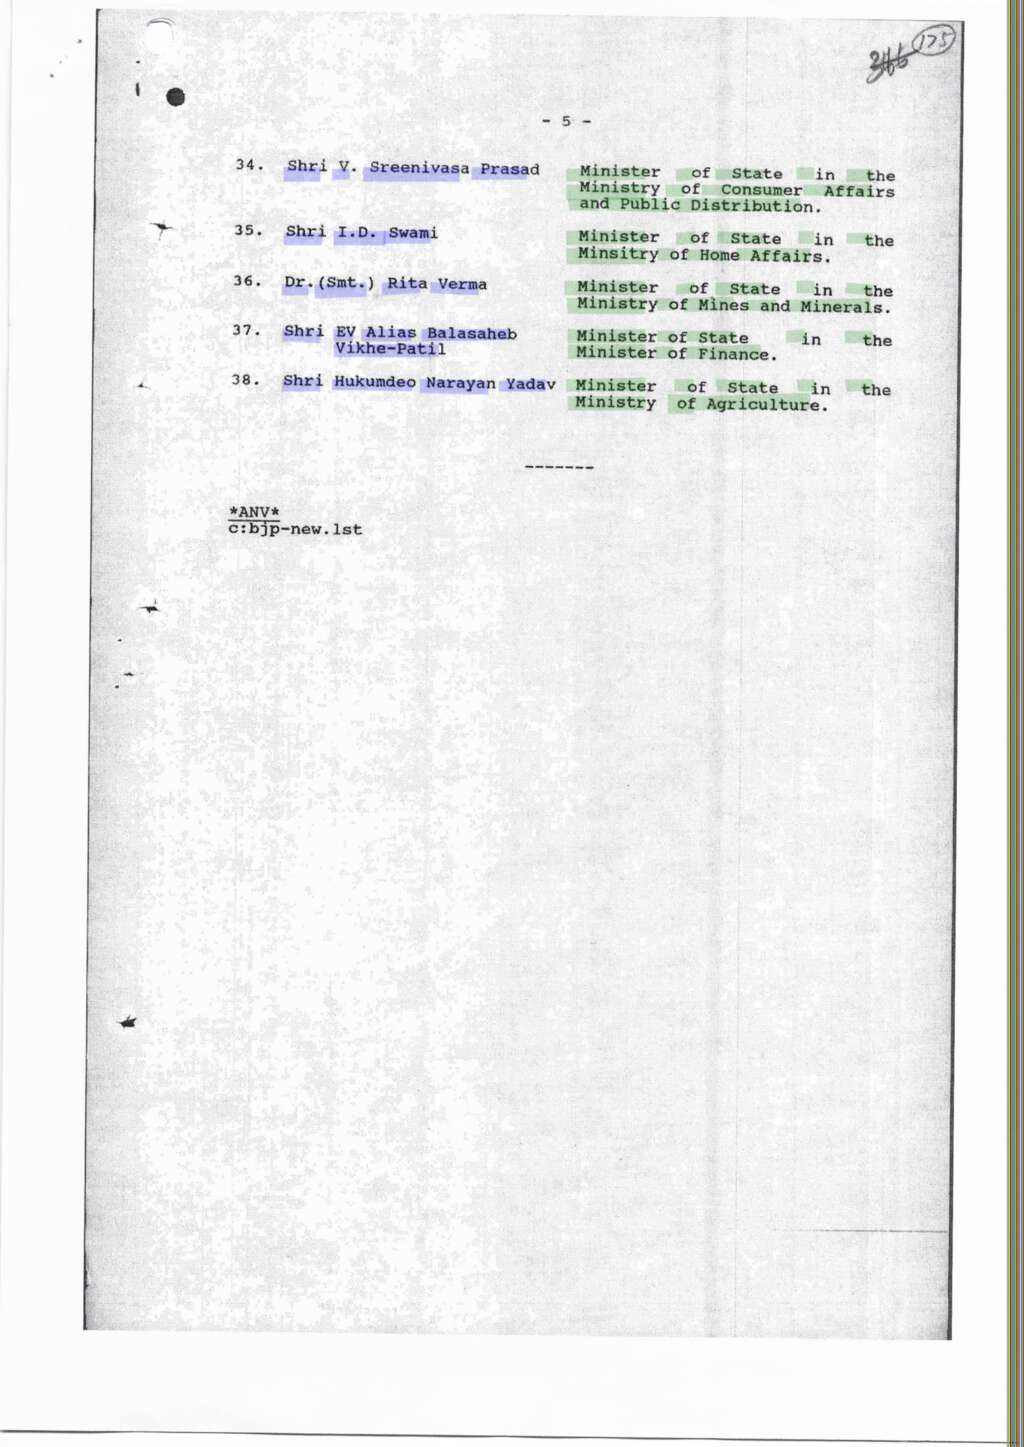 366 175
- 5 -
34. Shri V. Sreenivasa Prasad Minister of State in the
Ministry of Consumer Affairs
and Public Distribution.
35. Shri I.D. Swami Minister of State in the
Minsitry of Home Affairs.
36. Dr.(Smt.) Rita Verma Minister of State in the
Ministry of Mines and Minerals.
37. Shri EV Alias Balasaheb Minister of State in the
Vikhe-Patil Minister of Finance.
38. Shri Hukumdeo Narayan Yadav Minister of State in the
Ministry of Agriculture.
-------
*ANV*
c:bjp-new.lst